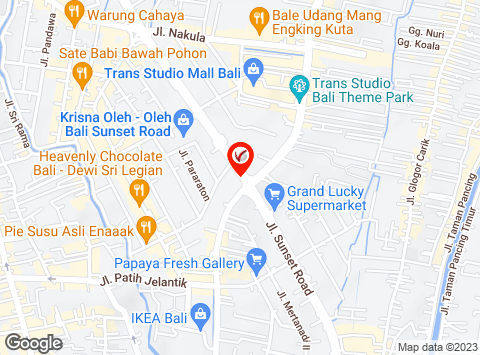 Warung Cahaya
Jl. Pandawa
Jl. Nakula
Bale Udang Mang
Engking Kuta
Gg. Nuri
Gg. Koala
Sate Babi Bawah Pohon
Trans Studio Mall Bali
Trans Studio
Bali Theme Park
Jl. Sri Rama
Krisna Oleh - Oleh
Bali Sunset Road
Heavenly Chocolate
Bali - Dewi Sri Legian
Jl. Pararaton
Jl. Glogor Carik
Jl. Taman Pancing
Jl. Taman Pancing Timur
Grand Lucky
Supermarket
Pie Susu Asli Enaaak
Jl. Sunset Road
Papaya Fresh Gallery
Jl. Patih Jelantik
Jl. Mertanadi II
IKEA Bali
Google
Map data ©2023